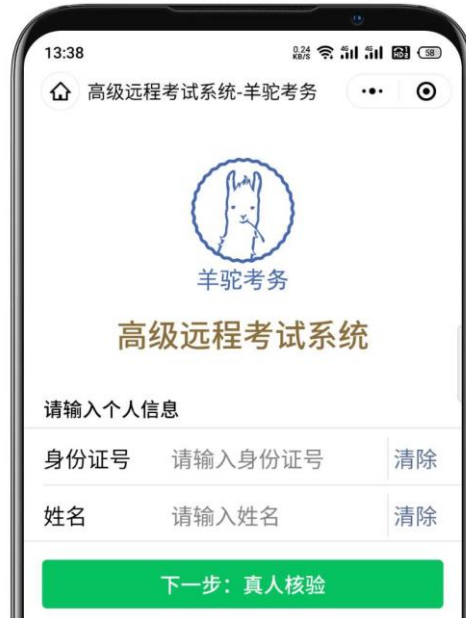 13:38 0.24 KB/S 4G 4G HD 58
高级远程考试系统-羊驼考务
羊驼考务
高级远程考试系统
请输入个人信息
身份证号 请输入身份证号 清除
姓名 请输入姓名 清除
下一步：真人核验